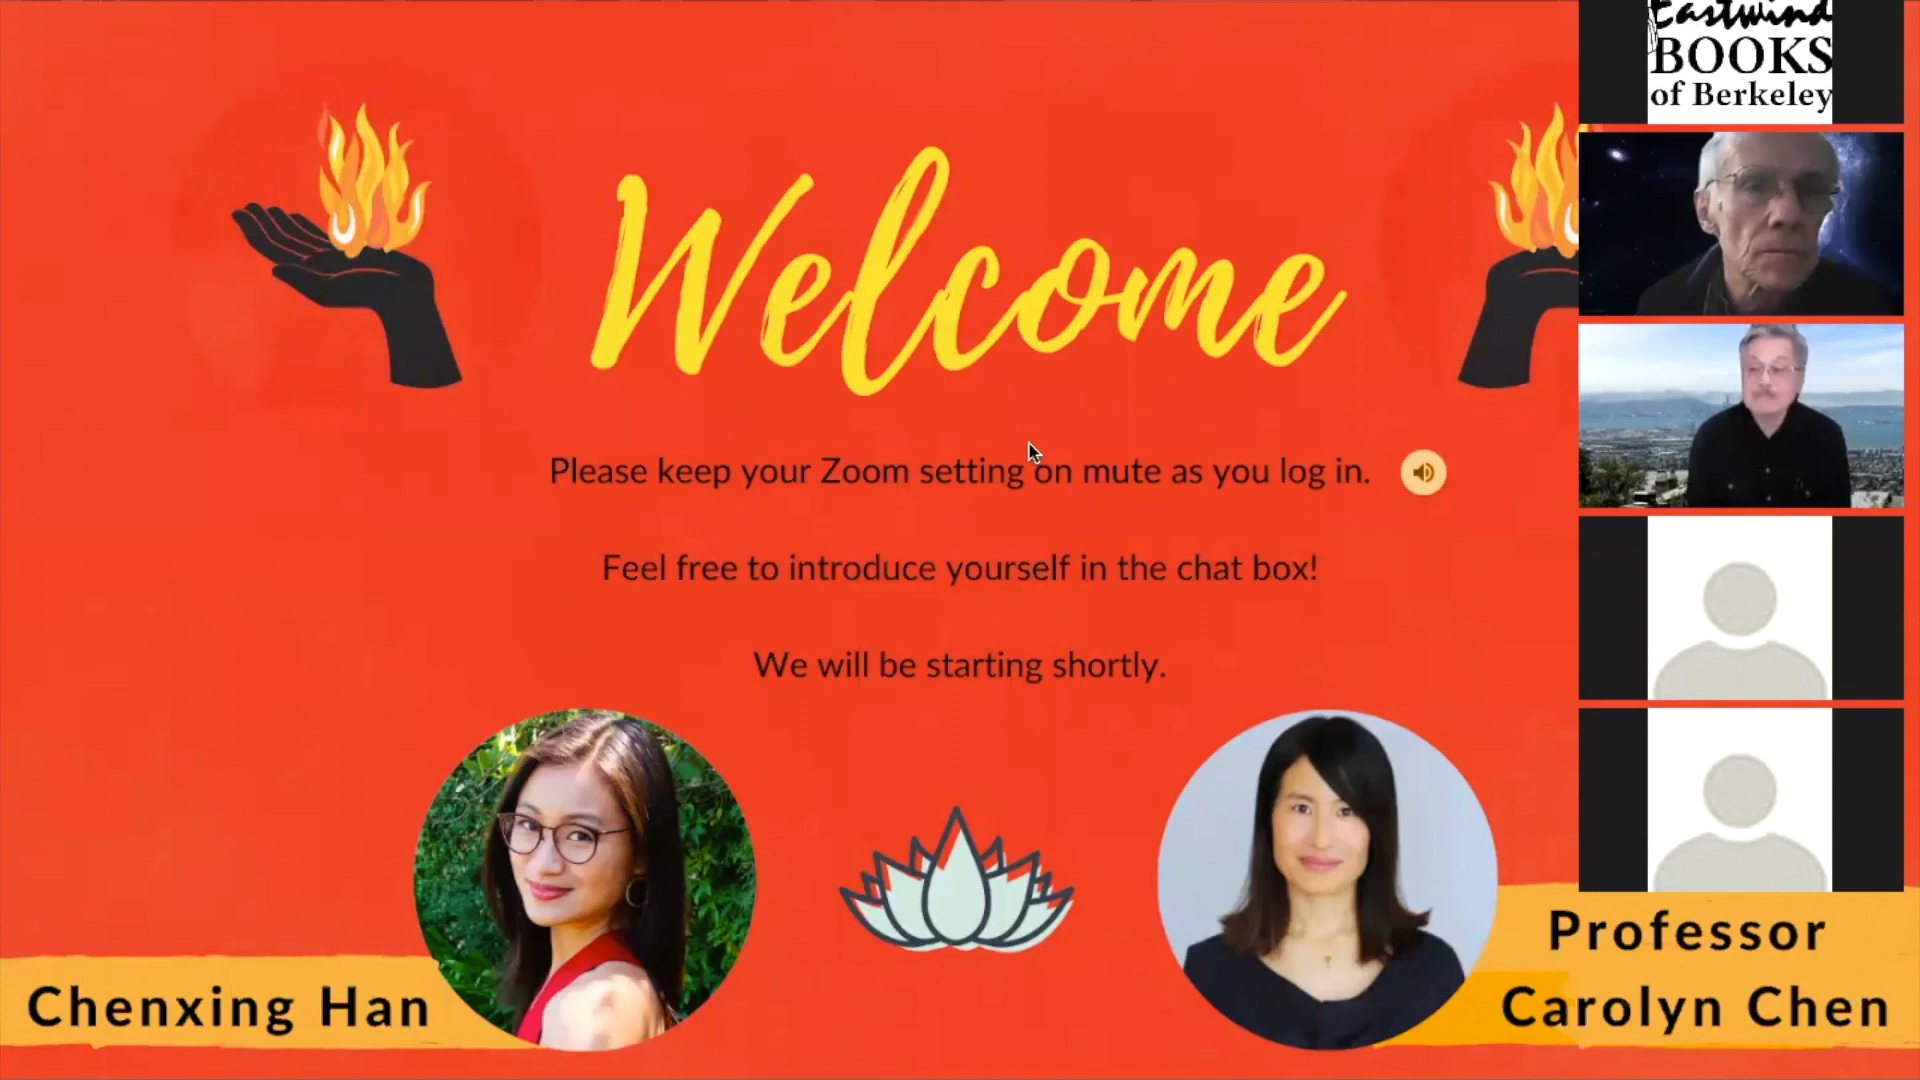 Eastwind
BOOKS
of Berkeley
Welcome
Please keep your Zoom setting on mute as you log in.
Feel free to introduce yourself in the chat box!
We will be starting shortly.
Chenxing Han
Professor
Carolyn Chen